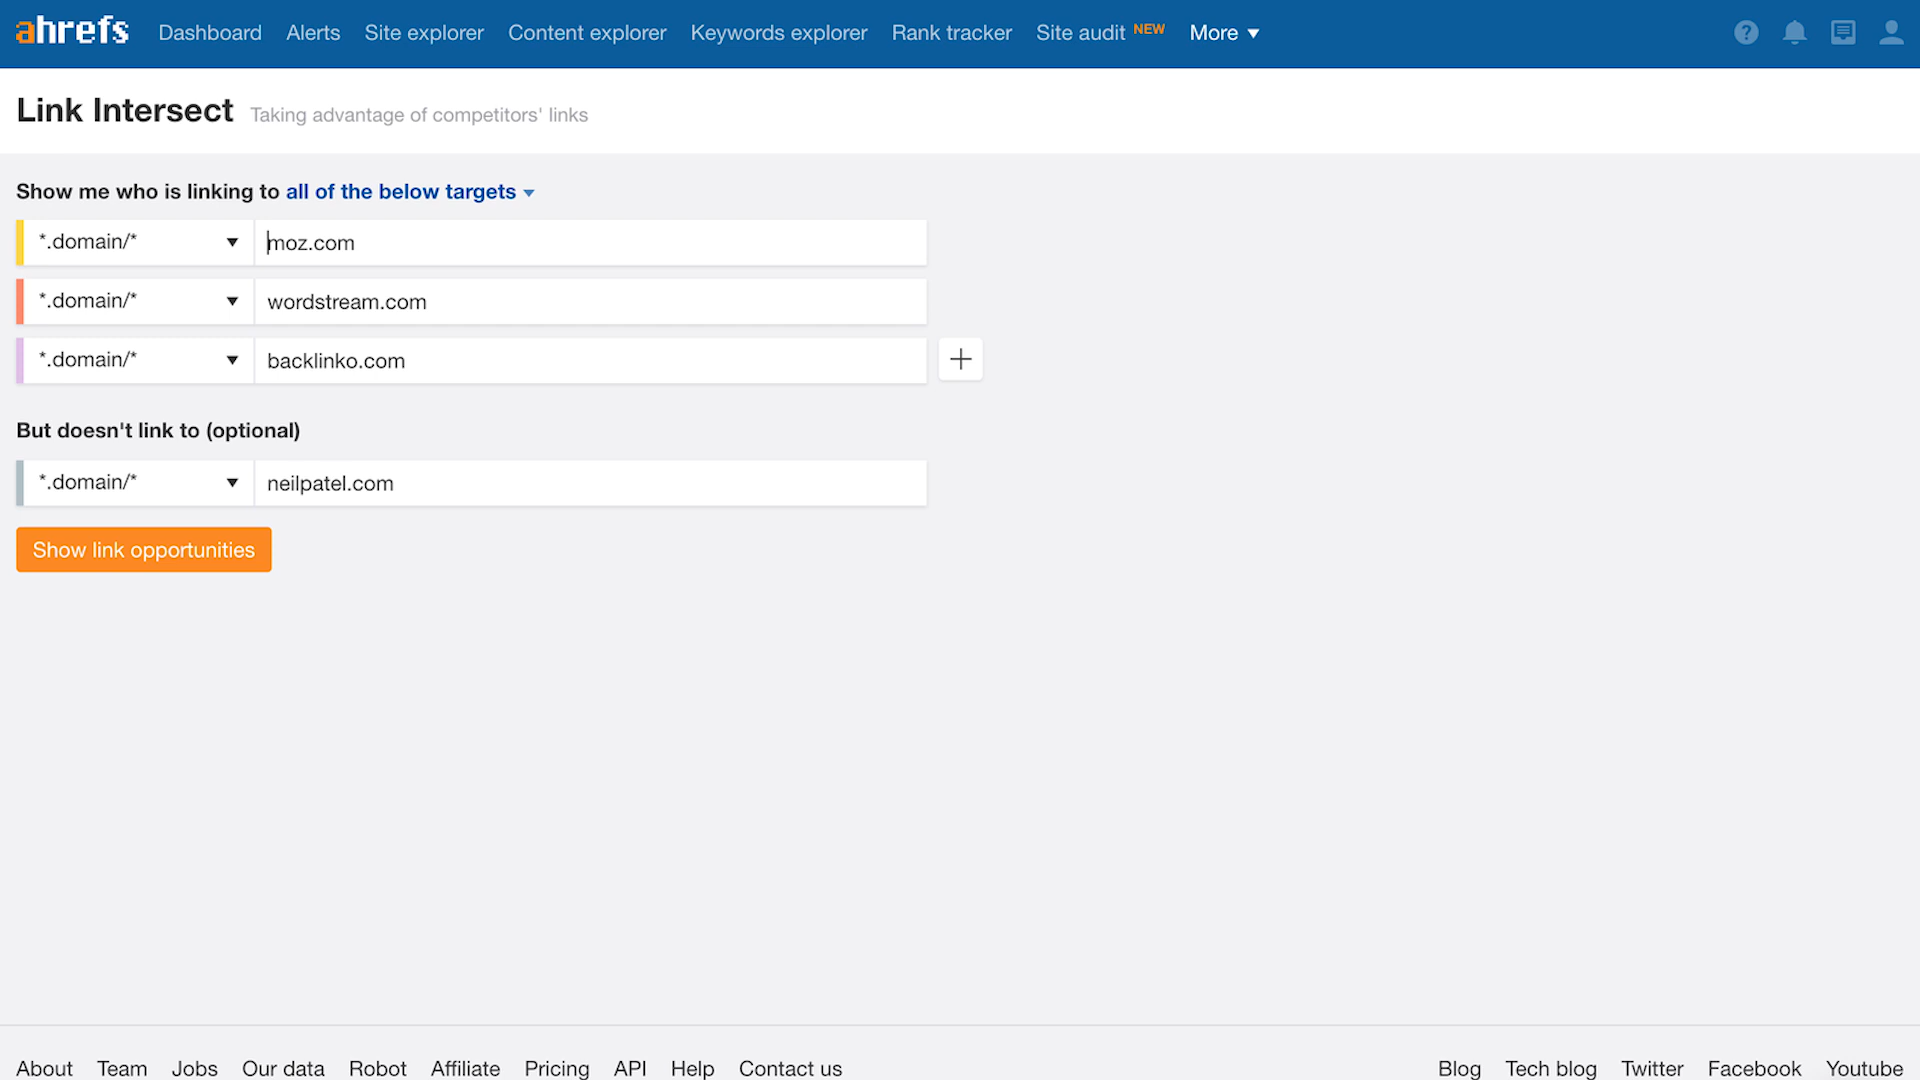 ahrefs Dashboard Alerts Site explorer Content explorer Keywords explorer Rank tracker Site audit NEW More
Link Intersect Taking advantage of competitors' links
Show me who is linking to all of the below targets
*.domain/* moz.com
*.domain/* wordstream.com
*.domain/* backlinko.com
But doesn't link to (optional)
*.domain/* neilpatel.com
Show link opportunities
About Team Jobs Our data Robot Affiliate Pricing API Help Contact us Blog Tech blog Twitter Facebook Youtube